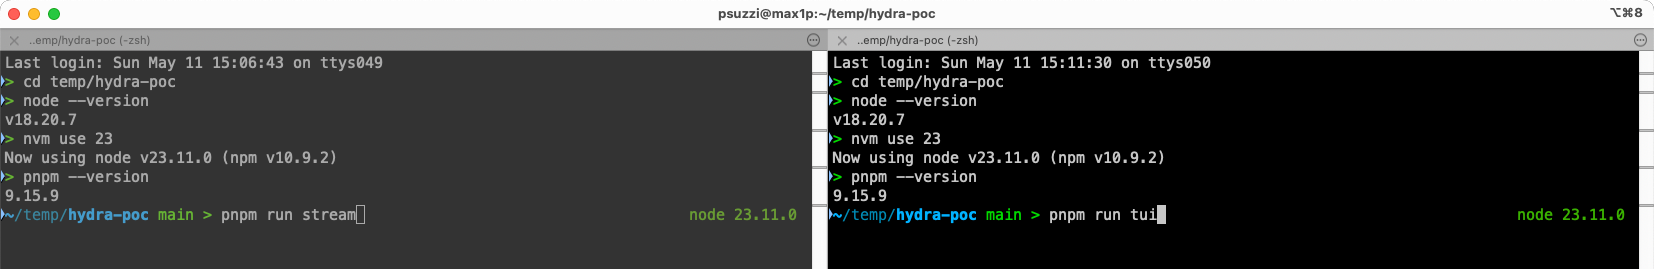 psuzzi@max1p:~/temp/hydra-poc
⌥⌘8
..emp/hydra-poc (-zsh)
Last login: Sun May 11 15:06:43 on ttys049
> cd temp/hydra-poc
> node --version
v18.20.7
> nvm use 23
Now using node v23.11.0 (npm v10.9.2)
> pnpm --version
9.15.9
~/temp/hydra-poc main > pnpm run stream node 23.11.0
..emp/hydra-poc (-zsh)
Last login: Sun May 11 15:11:30 on ttys050
> cd temp/hydra-poc
> node --version
v18.20.7
> nvm use 23
Now using node v23.11.0 (npm v10.9.2)
> pnpm --version
9.15.9
~/temp/hydra-poc main > pnpm run tui node 23.11.0